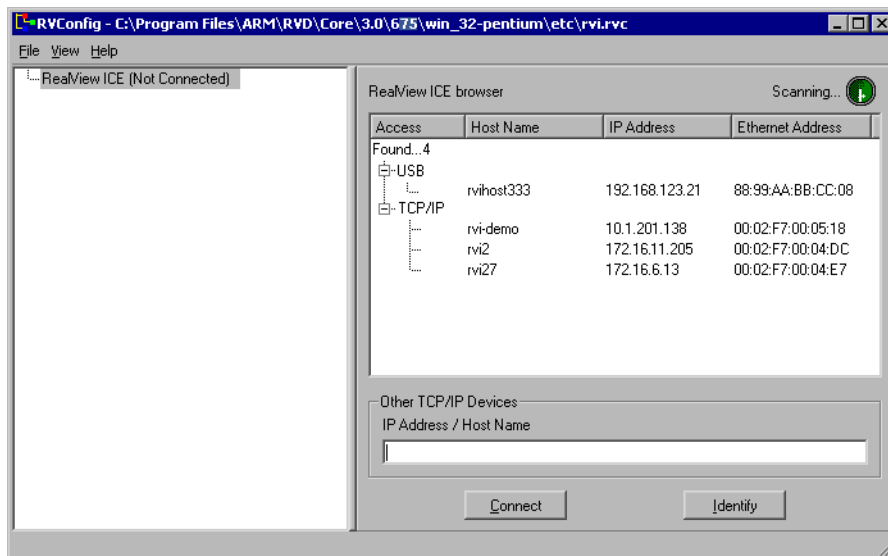 RVConfig - C:\Program Files\ARM\RVD\Core\3.0\675\win_32-pentium\etc\rvi.rvc
File View Help
RealView ICE (Not Connected)
RealView ICE browser Scanning...
Access Host Name IP Address Ethernet Address
Found...4
USB
rvihost333 192.168.123.21 88:99:AA:BB:CC:08
TCP/IP
rvi-demo 10.1.201.138 00:02:F7:00:05:18
rvi2 172.16.11.205 00:02:F7:00:04:DC
rvi27 172.16.6.13 00:02:F7:00:04:E7
Other TCP/IP Devices
IP Address / Host Name
Connect Identify